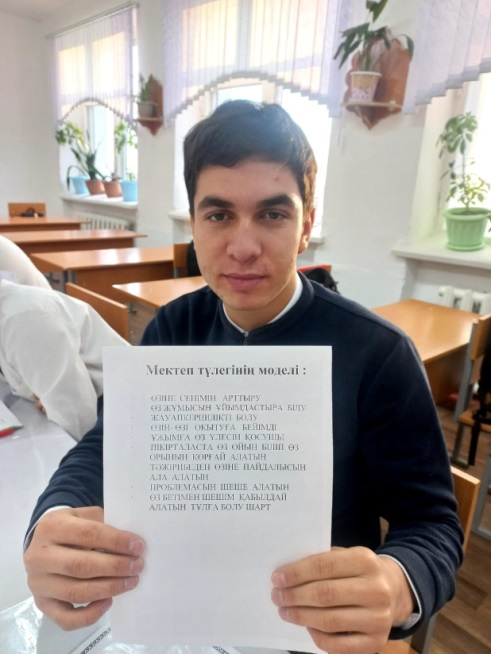 Мектеп түлегінің моделі :
- ӨЗІНЕ СЕНІМІН АРТТЫРУ
- ӨЗ ЖҰМЫСЫН ҰЙЫМДАСТЫРА БІЛУ
- ЖАУАПКЕРШІЛІКТІ БОЛУ
- ӨЗІН-ӨЗІ ОҚЫТУҒА БЕЙІМДІ
- ҰЖЫМҒА ӨЗ ҮЛЕСІН ҚОСУШЫ
- ПІКІРТАЛАСТА ӨЗ ОЙЫН БІЛІП ӨЗ
ОРЫНЫН ҚОРҒАЙ АЛАТЫН
- ТӘЖІРИБЕДЕН ӨЗІНЕ ПАЙДАЛЫСЫН
АЛА АЛАТЫН
- ПРОБЛЕМАСЫН ШЕШЕ АЛАТЫН
- ӨЗ БЕТІМЕН ШЕШІМ ҚАБЫЛДАЙ
АЛАТЫН ТҰЛҒА БОЛУ ШАРТ